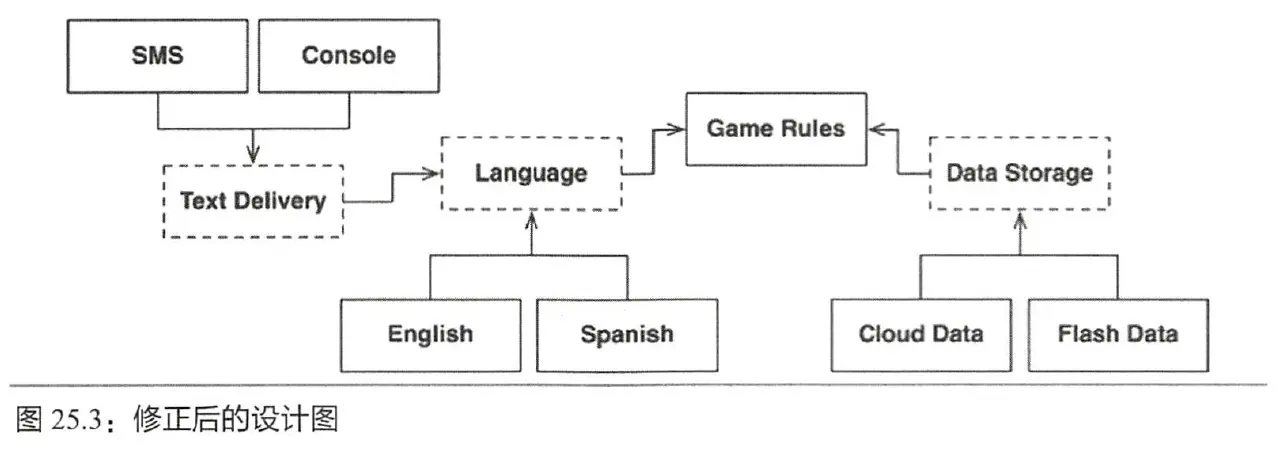 SMS
Console
Game Rules
Language
Data Storage
Text Delivery
English
Spanish
Cloud Data
Flash Data
图 25.3：修正后的设计图